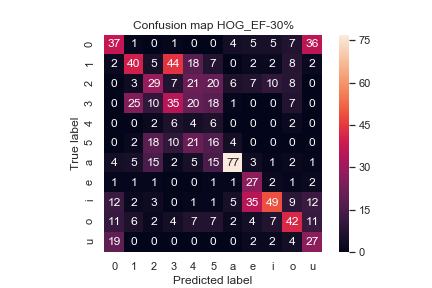 Confusion map HOG_EF-30%
0 37 1 0 1 0 0 4 5 5 7 36
1 2 40 5 44 18 7 0 2 2 8 2
2 0 3 29 7 21 20 6 7 10 8 0
3 0 25 10 35 20 18 1 0 0 7 0
4 0 0 2 6 4 6 0 0 0 2 0
5 0 2 18 10 21 16 4 0 0 0 0
a 4 5 15 2 5 15 77 3 1 2 1
e 1 1 1 0 0 1 1 27 2 1 2
i 12 2 3 0 1 1 5 35 49 9 12
o 11 6 2 4 7 7 2 4 7 42 11
u 19 0 0 0 0 0 0 2 2 4 27
0 1 2 3 4 5 a e i o u
Predicted label
True label
75
60
45
30
15
0